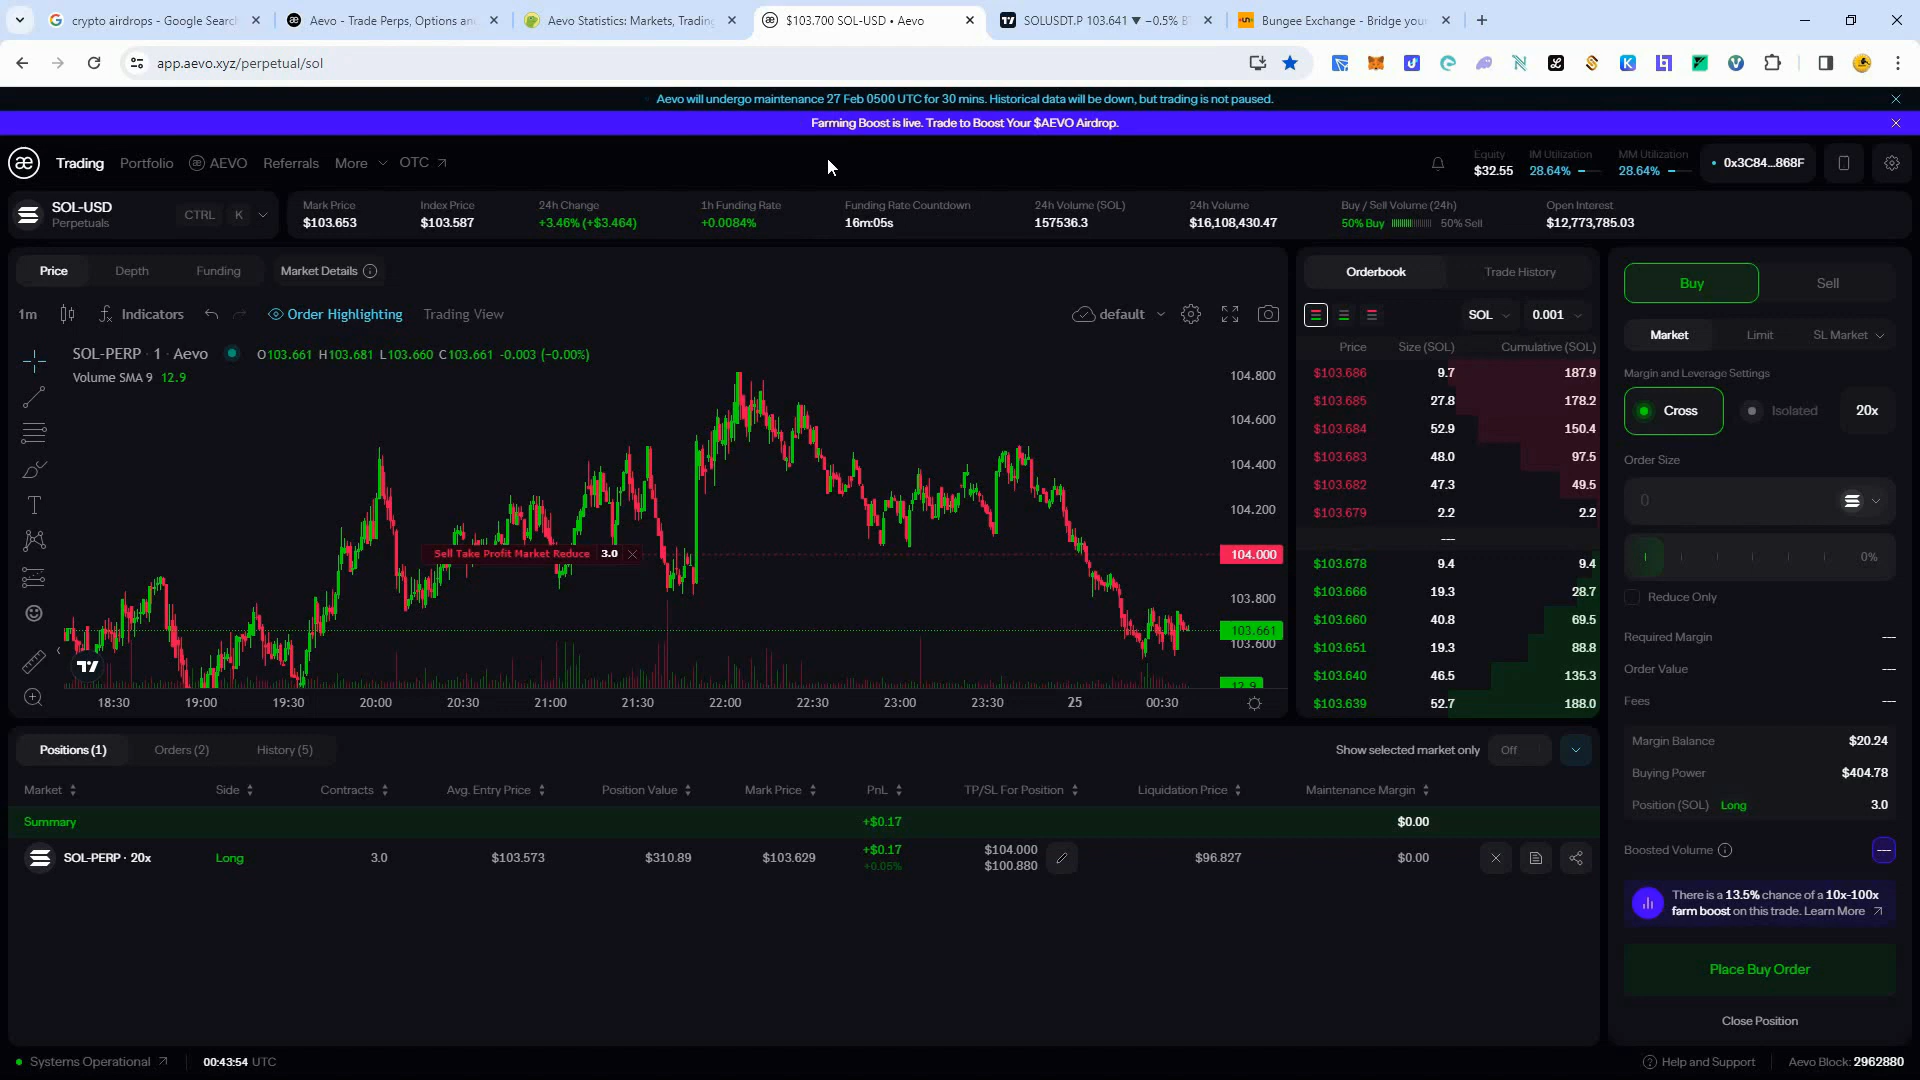 crypto airdrops - Google Searc
Aevo - Trade Perps, Options an
Aevo Statistics: Markets, Trading
$103.700 SOL-USD • Aevo
SOLUSDT.P 103.641 ▼ −0.5% B
Bungee Exchange - Bridge you
app.aevo.xyz/perpetual/sol
Aevo will undergo maintenance 27 Feb 0500 UTC for 30 mins. Historical data will be down, but trading is not paused.
Farming Boost is live. Trade to Boost Your $AEVO Airdrop.
Trading Portfolio AEVO Referrals More OTC
Equity IM Utilization MM Utilization
$32.55 28.64% 28.64% 0x3C84...868F
SOL-USD
Perpetuals
CTRL K
Mark Price Index Price 24h Change 1h Funding Rate Funding Rate Countdown 24h Volume (SOL) 24h Volume Buy / Sell Volume (24h) Open Interest
$103.653 $103.587 +3.46% (+$3.464) +0.0084% 16m:05s 157536.3 $16,108,430.47 50% Buy 50% Sell $12,773,785.03
Price Depth Funding Market Details
1m Indicators Order Highlighting Trading View default
SOL-PERP · 1 · Aevo O103.661 H103.681 L103.660 C103.661 -0.003 (−0.00%)
Volume SMA 9 12.9
Sell Take Profit Market Reduce 3.0
104.800
104.600
104.400
104.200
104.000
103.800
103.661
103.600
12.9
18:30 19:00 19:30 20:00 20:30 21:00 21:30 22:00 22:30 23:00 23:30 25 00:30
Orderbook Trade History
SOL 0.001
Price Size (SOL) Cumulative (SOL)
$103.686 9.7 187.9
$103.685 27.8 178.2
$103.684 52.9 150.4
$103.683 48.0 97.5
$103.682 47.3 49.5
$103.679 2.2 2.2
---
$103.678 9.4 9.4
$103.666 19.3 28.7
$103.660 40.8 69.5
$103.651 19.3 88.8
$103.640 46.5 135.3
$103.639 52.7 188.0
Buy Sell
Market Limit SL Market
Margin and Leverage Settings
Cross Isolated 20x
Order Size
0
0%
Reduce Only
Required Margin ---
Order Value ---
Fees ---
Margin Balance $20.24
Buying Power $404.78
Position (SOL) Long 3.0
Boosted Volume ---
There is a 13.5% chance of a 10x-100x
farm boost on this trade. Learn More
Place Buy Order
Close Position
Positions (1) Orders (2) History (5)
Show selected market only Off
Market Side Contracts Avg. Entry Price Position Value Mark Price PnL TP/SL For Position Liquidation Price Maintenance Margin
Summary +$0.17 $0.00
SOL-PERP · 20x Long 3.0 $103.573 $310.89 $103.629 +$0.17 $104.000 $96.827 $0.00
+0.05% $100.880
Systems Operational 00:43:54 UTC
Help and Support Aevo Block: 2962880